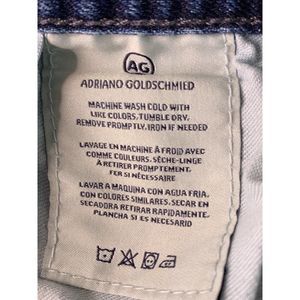 AG
ADRIANO GOLDSCHMIED
MACHINE WASH COLD WITH
LIKE COLORS. TUMBLE DRY.
REMOVE PROMPTLY. IRON IF NEEDED
LAVAGE EN MACHINE À FROID AVEC
COMME COULEURS. SÈCHE-LINGE
À RETIRER PROMPTEMENT.
FER SI NÉCESSAIRE
LAVAR A MAQUINA CON AGUA FRIA.
DE COLORES SIMILARES. SECAR EN
SECADORA RETIRAR RAPIDAMENTE.
PLANCHA SI ES NECESARIO